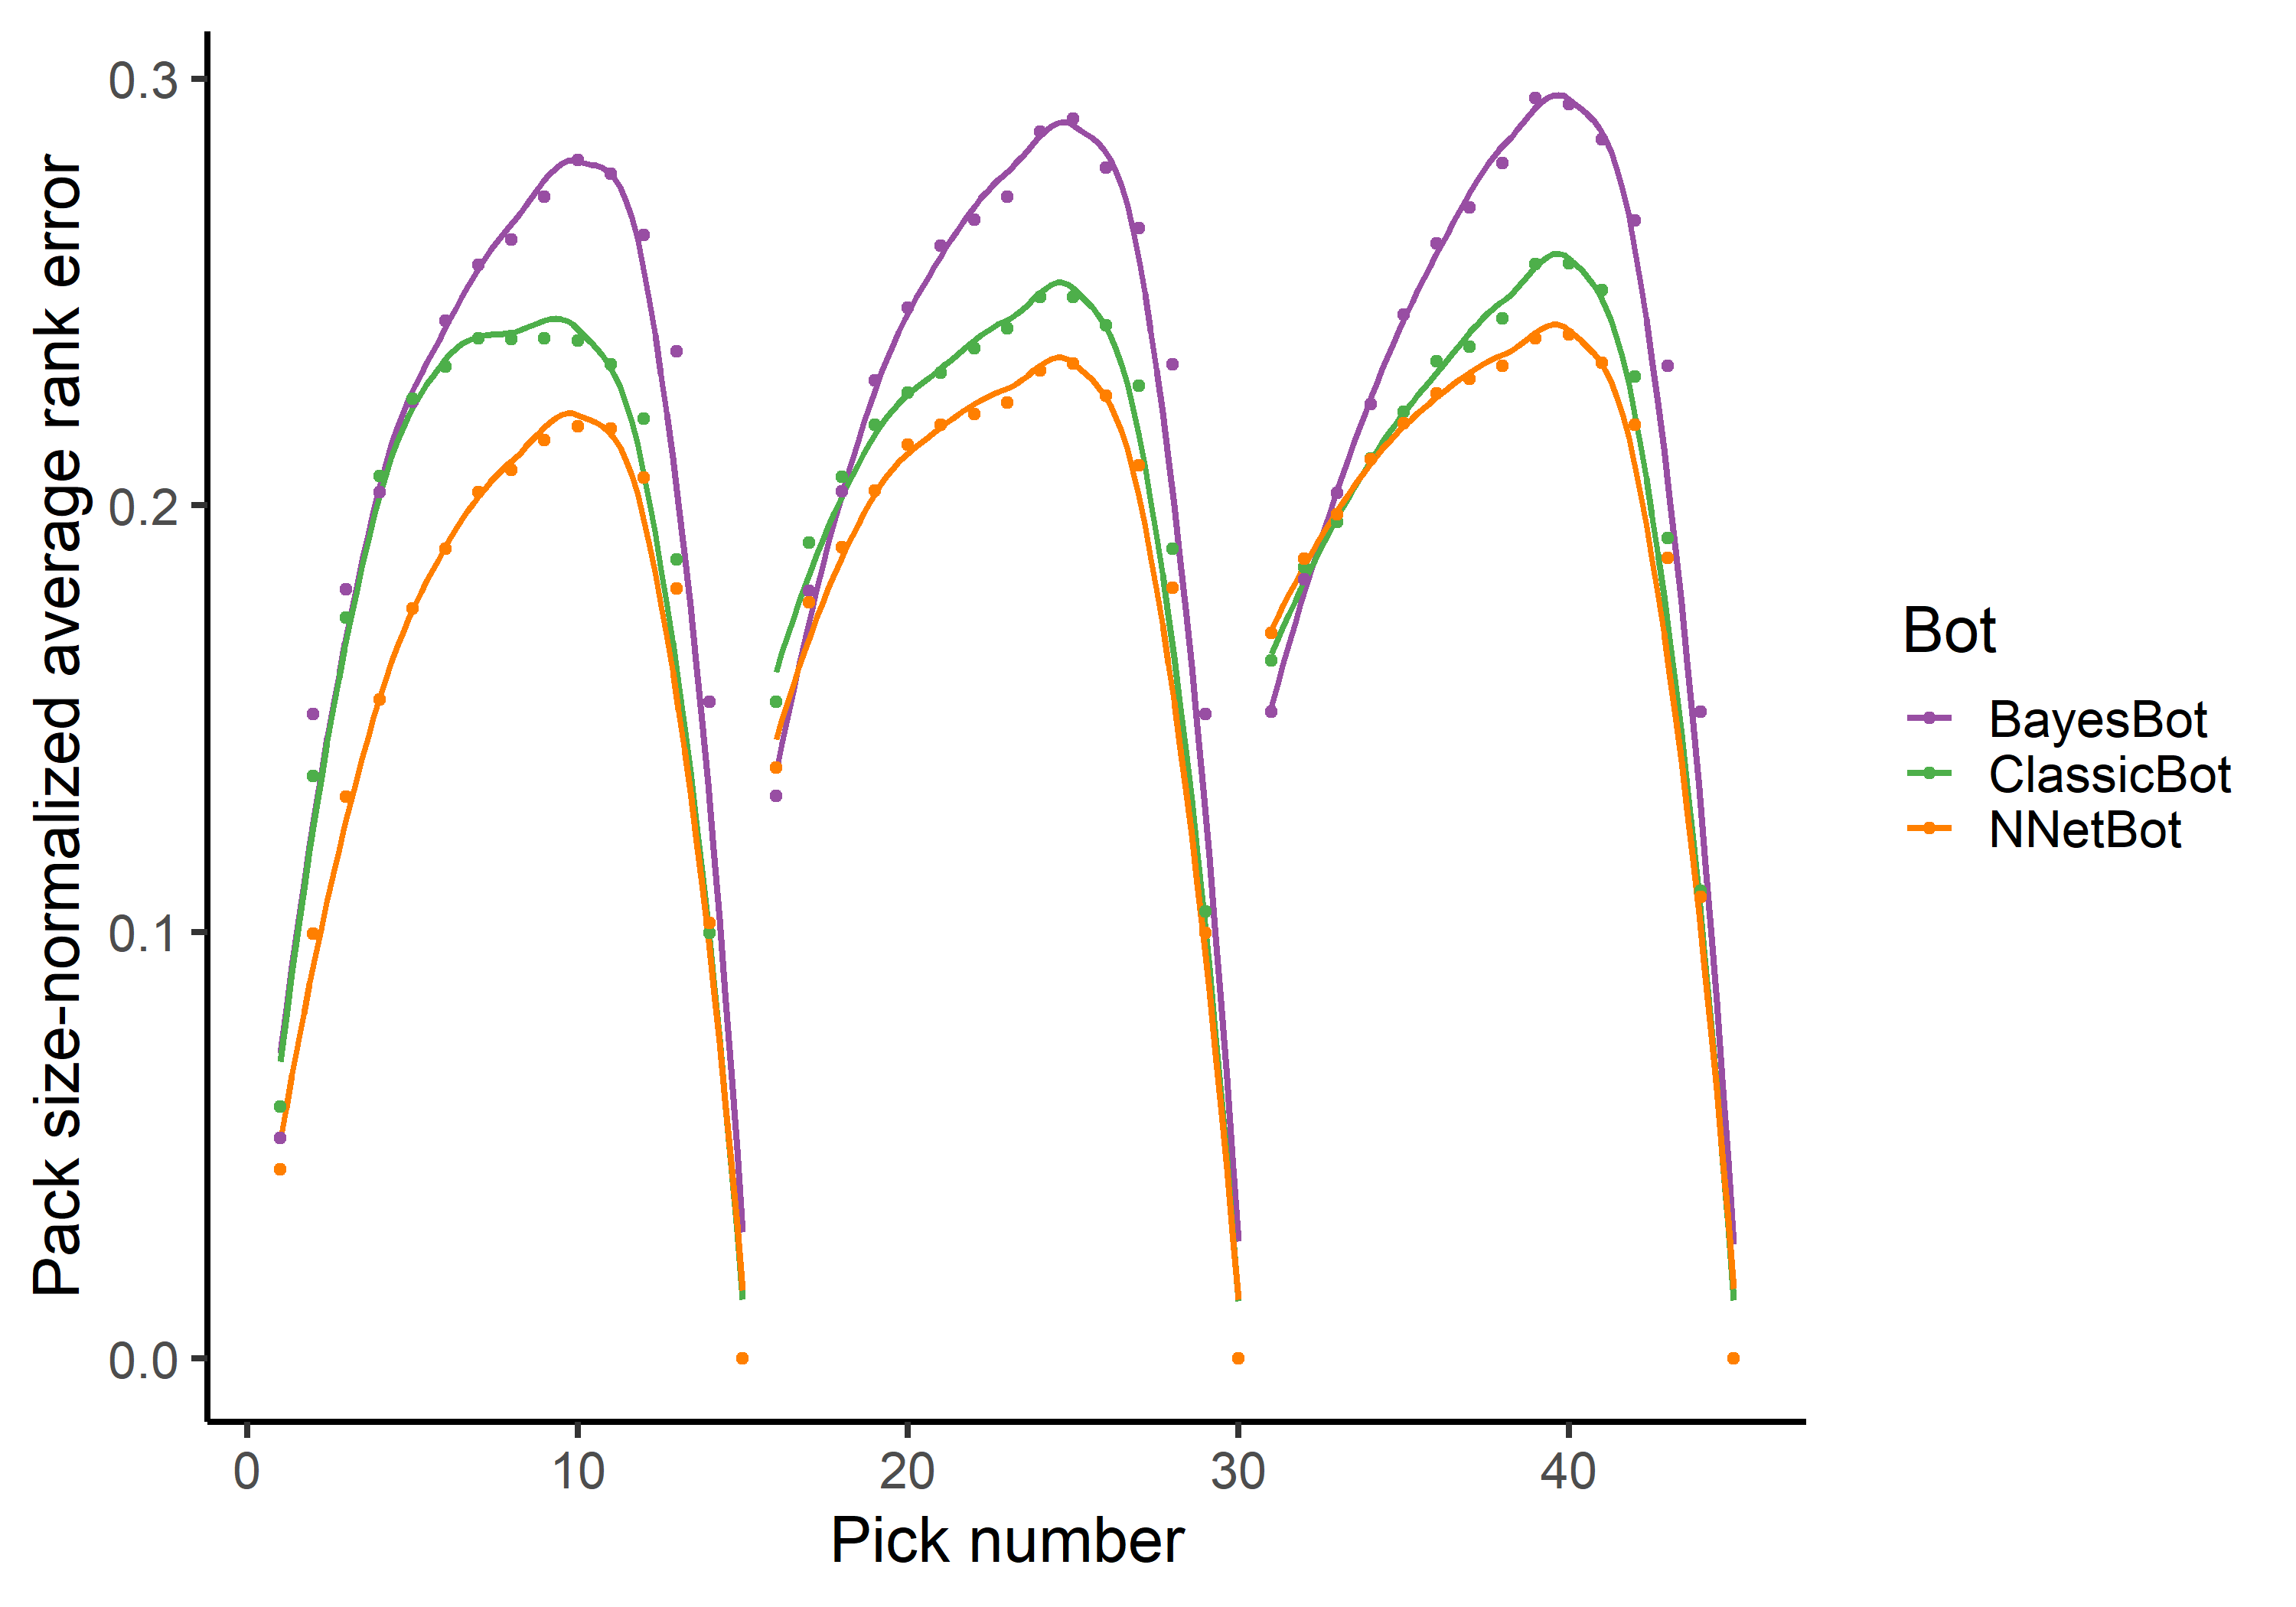 Pack size-normalized average rank error
0.3
0.2
0.1
0.0
0
10
20
30
40
Pick number
Bot
BayesBot
ClassicBot
NNetBot